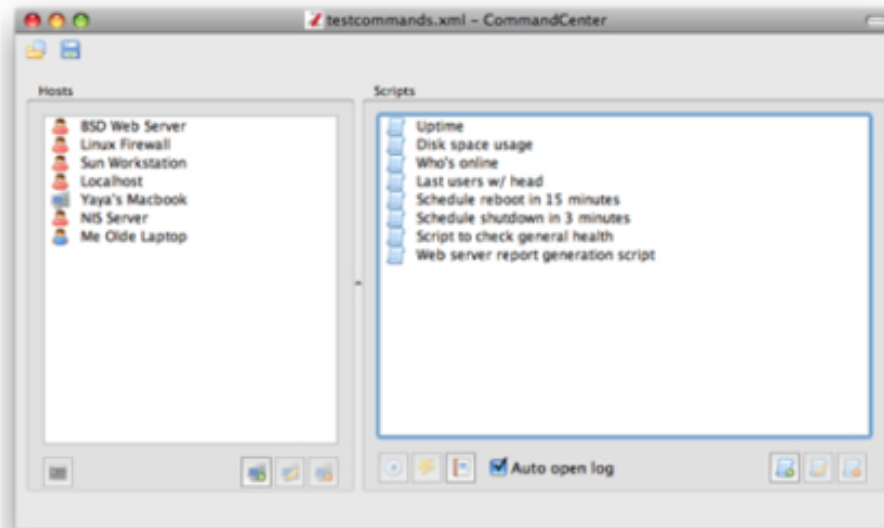 testcommands.xml – CommandCenter
Hosts
BSD Web Server
Linux Firewall
Sun Workstation
Localhost
Yaya's Macbook
NIS Server
Me Olde Laptop
Scripts
Uptime
Disk space usage
Who's online
Last users w/ head
Schedule reboot in 15 minutes
Schedule shutdown in 3 minutes
Script to check general health
Web server report generation script
Auto open log